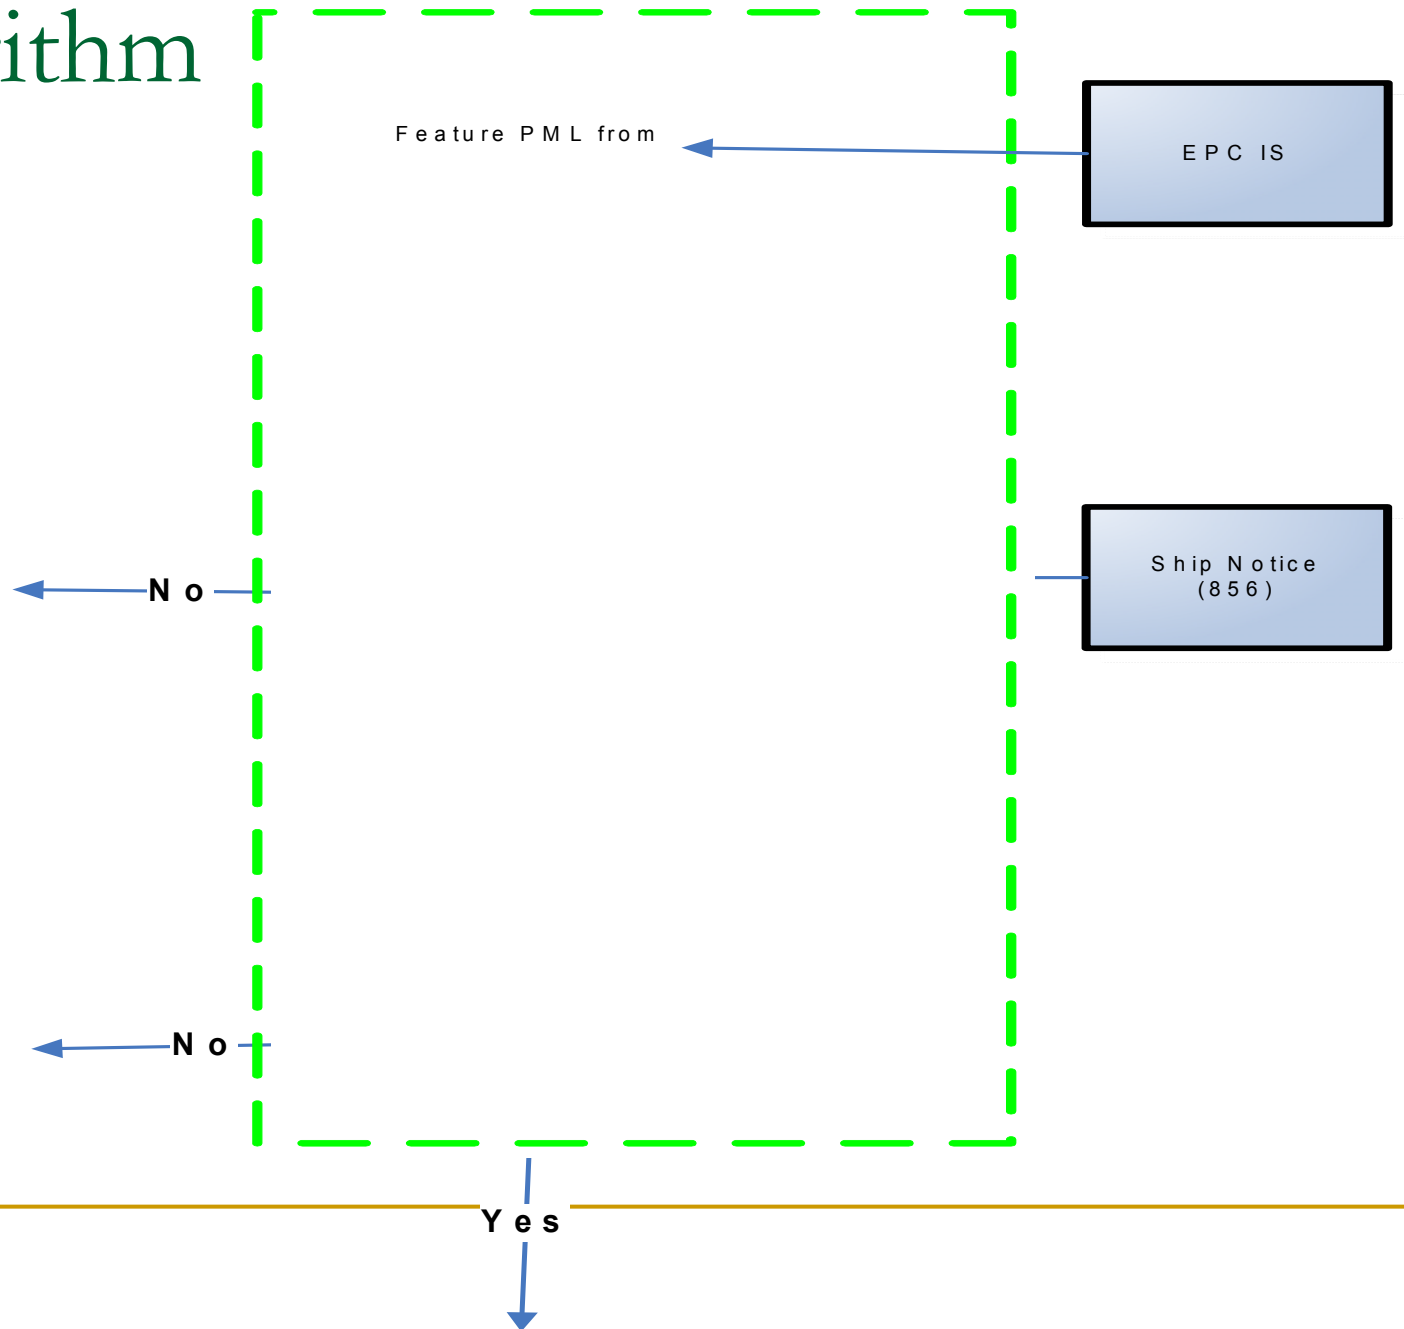 ithm
Feature PML from
EPC IS
Ship Notice
(856)
No
No
Yes